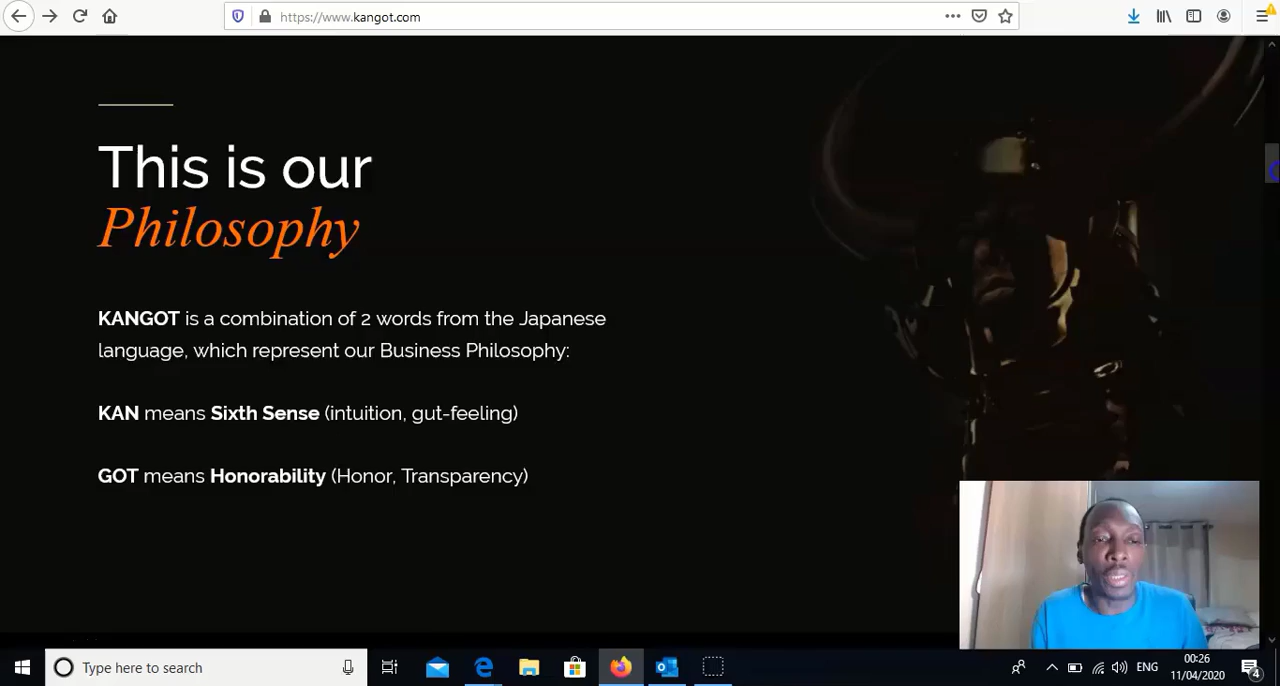 https://www.kangot.com
This is our
Philosophy
KANGOT is a combination of 2 words from the Japanese
language, which represent our Business Philosophy:
KAN means Sixth Sense (intuition, gut-feeling)
GOT means Honorability (Honor, Transparency)
Type here to search
ENG
00:26
11/04/2020
4